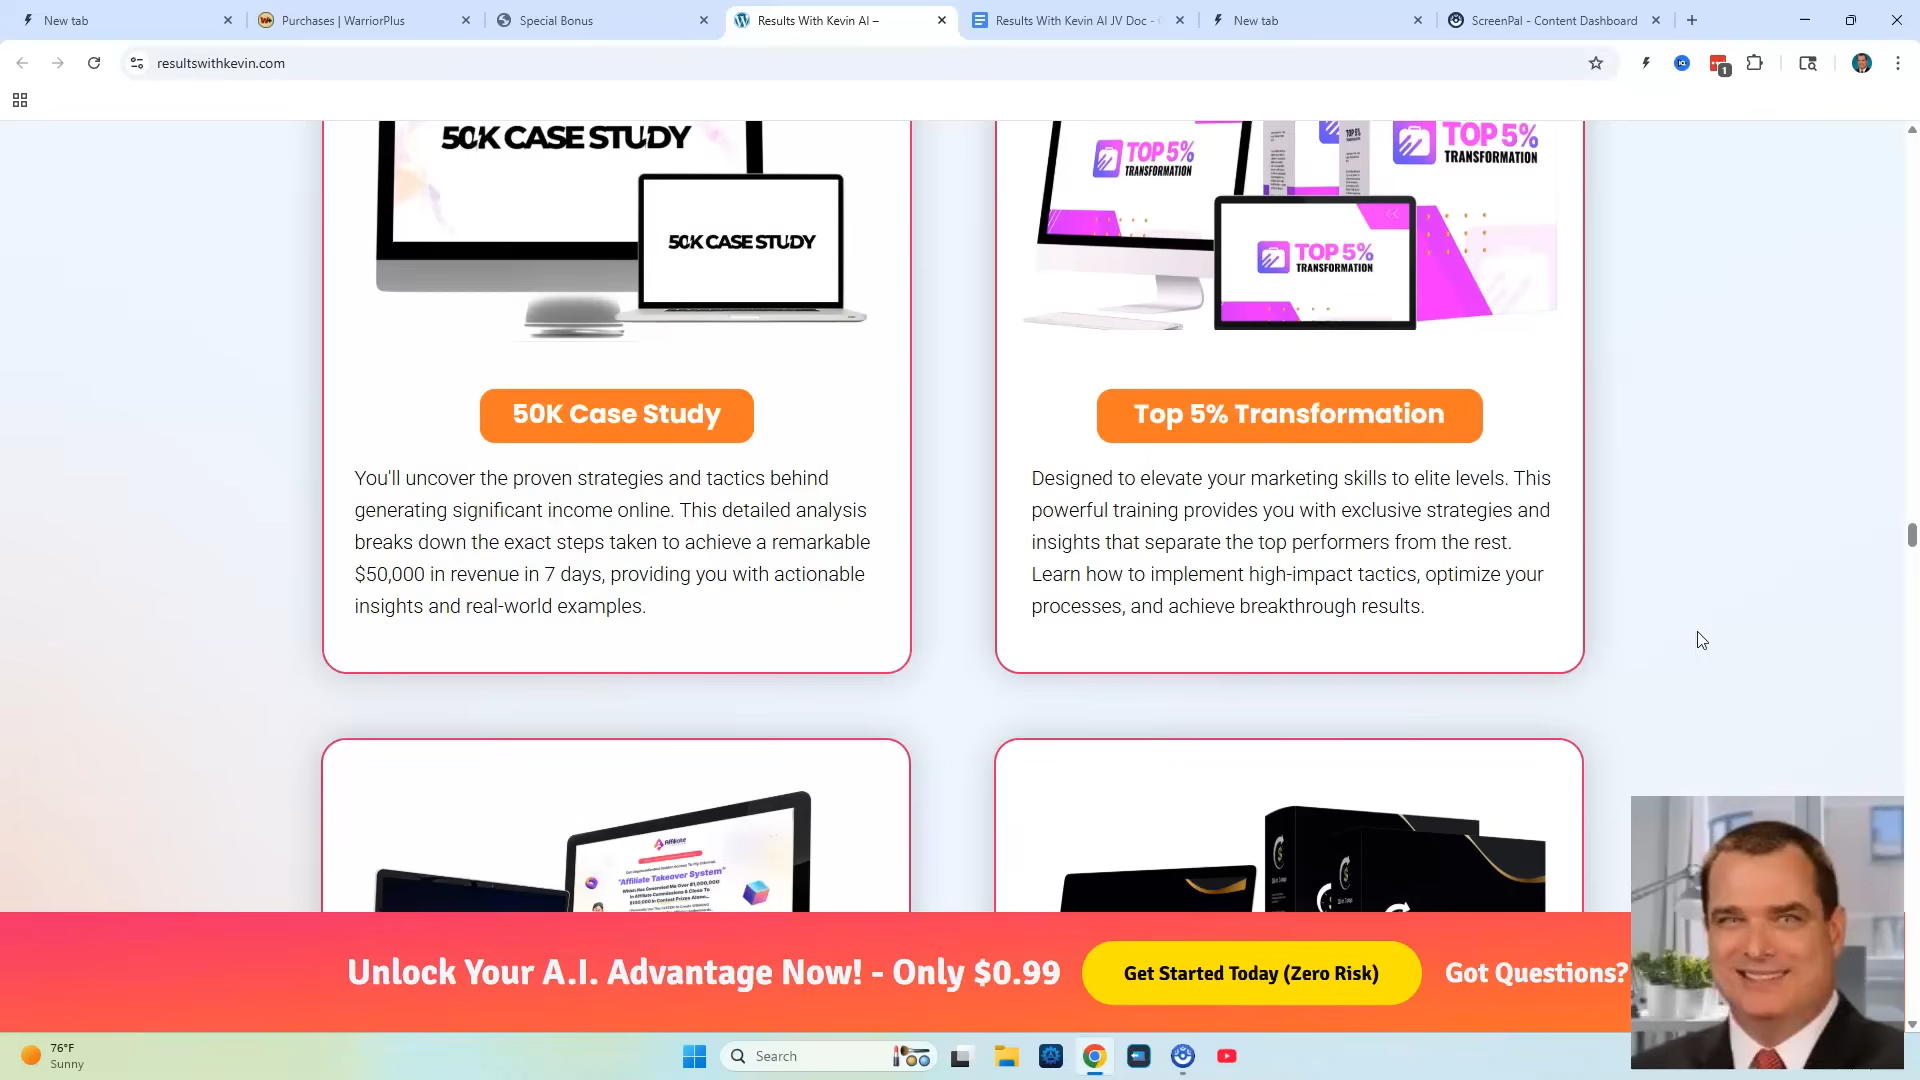 New tab
Purchases | WarriorPlus
Special Bonus
Results With Kevin AI –
Results With Kevin AI JV Doc -
New tab
ScreenPal - Content Dashboard
resultswithkevin.com
1
50K CASE STUDY
50K CASE STUDY
TOP 5%
TRANSFORMATION
TOP 5%
TRANSFORMATION
TOP 5%
TRANSFORMATION
50K Case Study
You'll uncover the proven strategies and tactics behind
generating significant income online. This detailed analysis
breaks down the exact steps taken to achieve a remarkable
$50,000 in revenue in 7 days, providing you with actionable
insights and real-world examples.
Top 5% Transformation
Designed to elevate your marketing skills to elite levels. This
powerful training provides you with exclusive strategies and
insights that separate the top performers from the rest.
Learn how to implement high-impact tactics, optimize your
processes, and achieve breakthrough results.
"Affiliate Takeover System"
Unlock Your A.I. Advantage Now! - Only $0.99
Get Started Today (Zero Risk)
Got Questions?
76°F
Sunny
Search